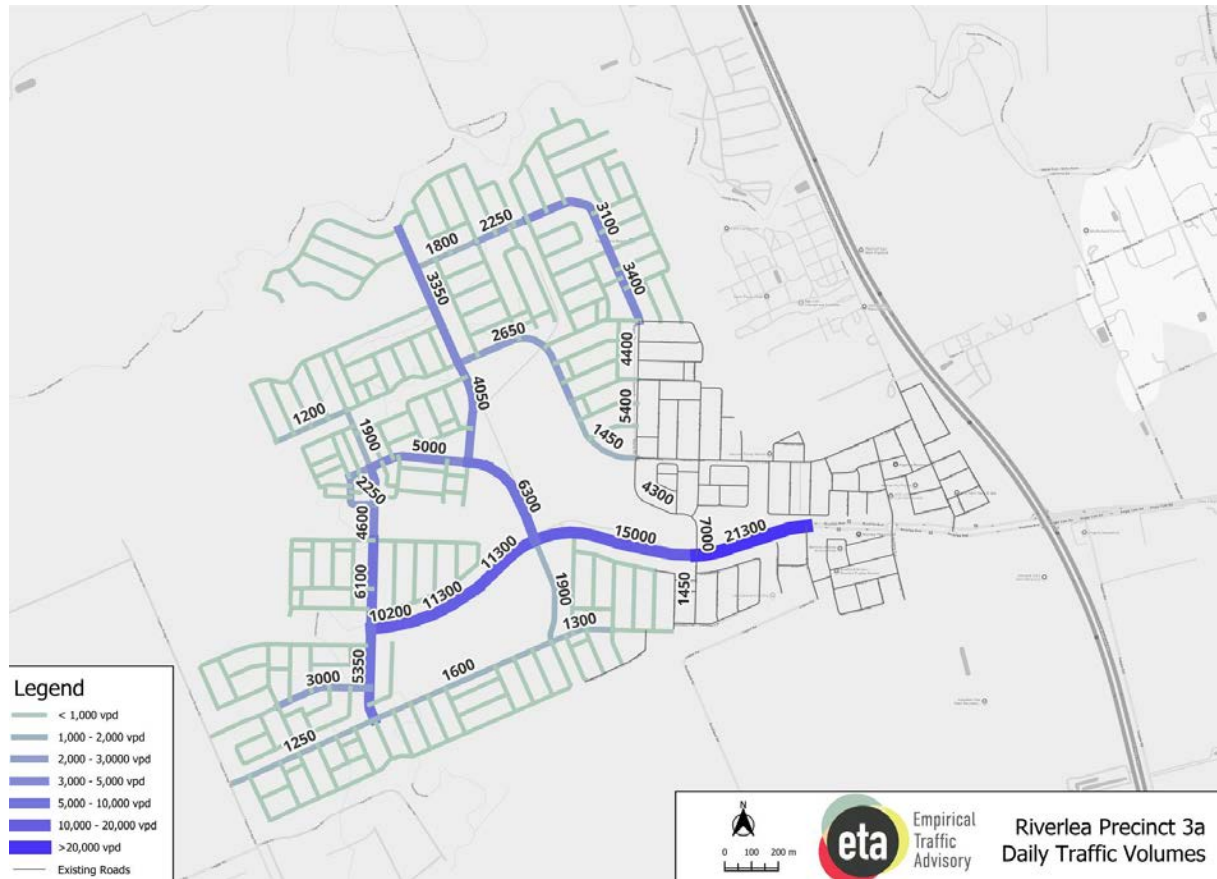 1800
2250
3100
3400
3350
2650
4400
4050
5400
1200
1900
5000
1450
2250
6300
4300
4600
15000
7000
21300
11300
6100
11300
1900
1450
10200
1300
5350
1600
3000
1250
Legend
< 1,000 vpd
1,000 - 2,000 vpd
2,000 - 3,0000 vpd
3,000 - 5,000 vpd
5,000 - 10,000 vpd
10,000 - 20,000 vpd
>20,000 vpd
Existing Roads
N
0 100 200 m
eta
Empirical
Traffic
Advisory
Riverlea Precinct 3a
Daily Traffic Volumes